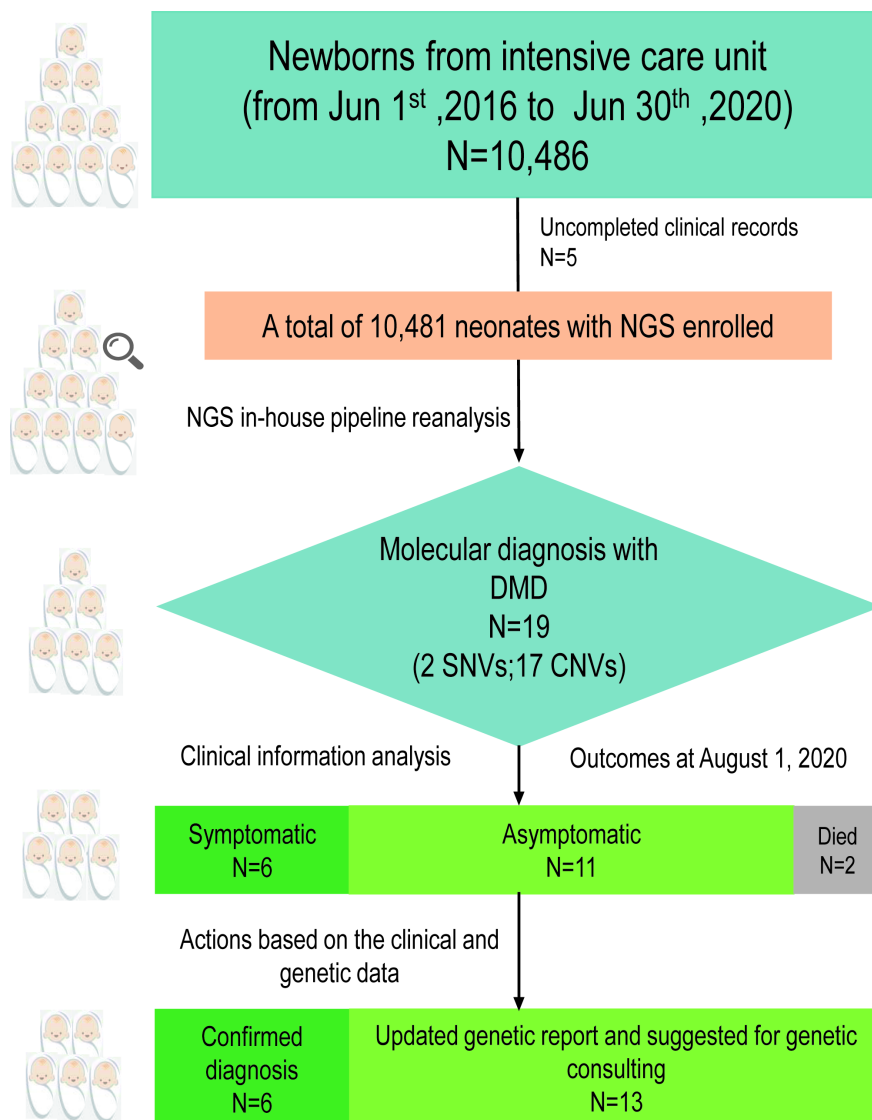 Newborns from intensive care unit
(from Jun 1st ,2016 to Jun 30th ,2020)
N=10,486
Uncompleted clinical records
N=5
A total of 10,481 neonates with NGS enrolled
NGS in-house pipeline reanalysis
Molecular diagnosis with
DMD
N=19
(2 SNVs;17 CNVs)
Clinical information analysis
Outcomes at August 1, 2020
Symptomatic
N=6
Asymptomatic
N=11
Died
N=2
Actions based on the clinical and
genetic data
Confirmed
diagnosis
N=6
Updated genetic report and suggested for genetic
consulting
N=13